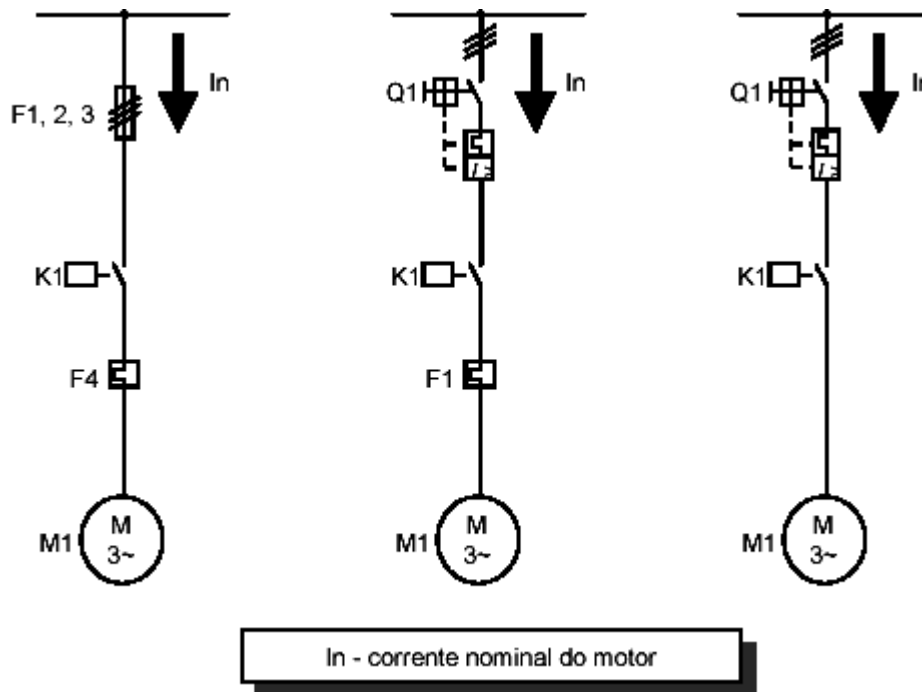 In
In
In
F1, 2, 3
Q1
Q1
I>
I>
K1
K1
K1
F4
F1
M1
M
3~
M1
M
3~
M1
M
3~
In - corrente nominal do motor